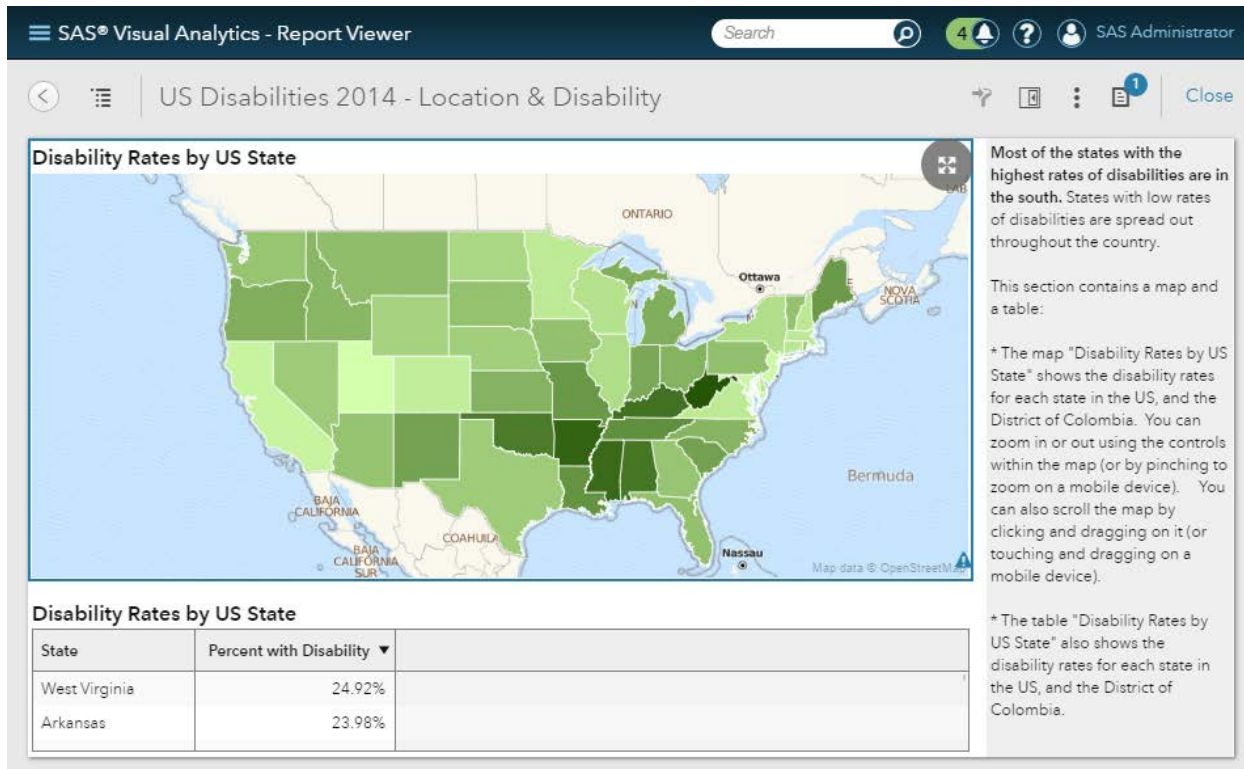 SAS® Visual Analytics - Report Viewer
Search
4
?
SAS Administrator
US Disabilities 2014 - Location & Disability
1
Close
Disability Rates by US State
ONTARIO
LAB
Ottawa
NOVA
SCOTIA
Bermuda
BAJA
CALIFORNIA
COAHUILA
BAJA
CALIFORNIA
SUR
Nassau
Map data © OpenStreetMap
Disability Rates by US State
State
Percent with Disability ▼
West Virginia
24.92%
Arkansas
23.98%
Most of the states with the
highest rates of disabilities are in
the south. States with low rates
of disabilities are spread out
throughout the country.
This section contains a map and
a table:
* The map "Disability Rates by US
State" shows the disability rates
for each state in the US, and the
District of Colombia. You can
zoom in or out using the controls
within the map (or by pinching to
zoom on a mobile device). You
can also scroll the map by
clicking and dragging on it (or
touching and dragging on a
mobile device).
* The table "Disability Rates by
US State" also shows the
disability rates for each state in
the US, and the District of
Colombia.